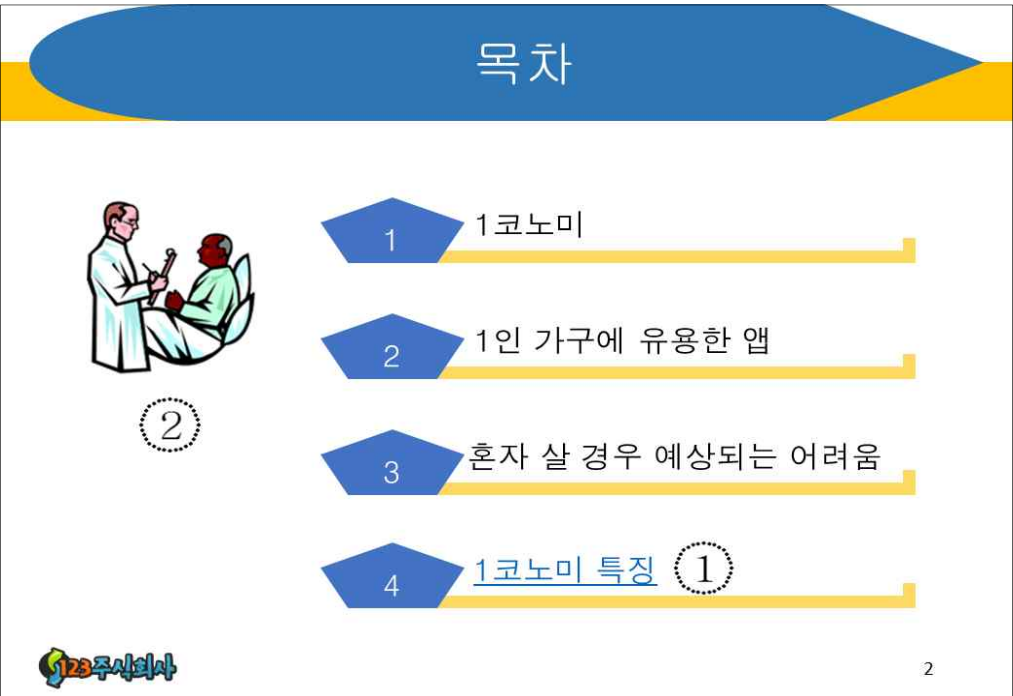 목차
1 1코노미
2 1인 가구에 유용한 앱
②
3 혼자 살 경우 예상되는 어려움
4 1코노미 특징 ①
123주식회사
2